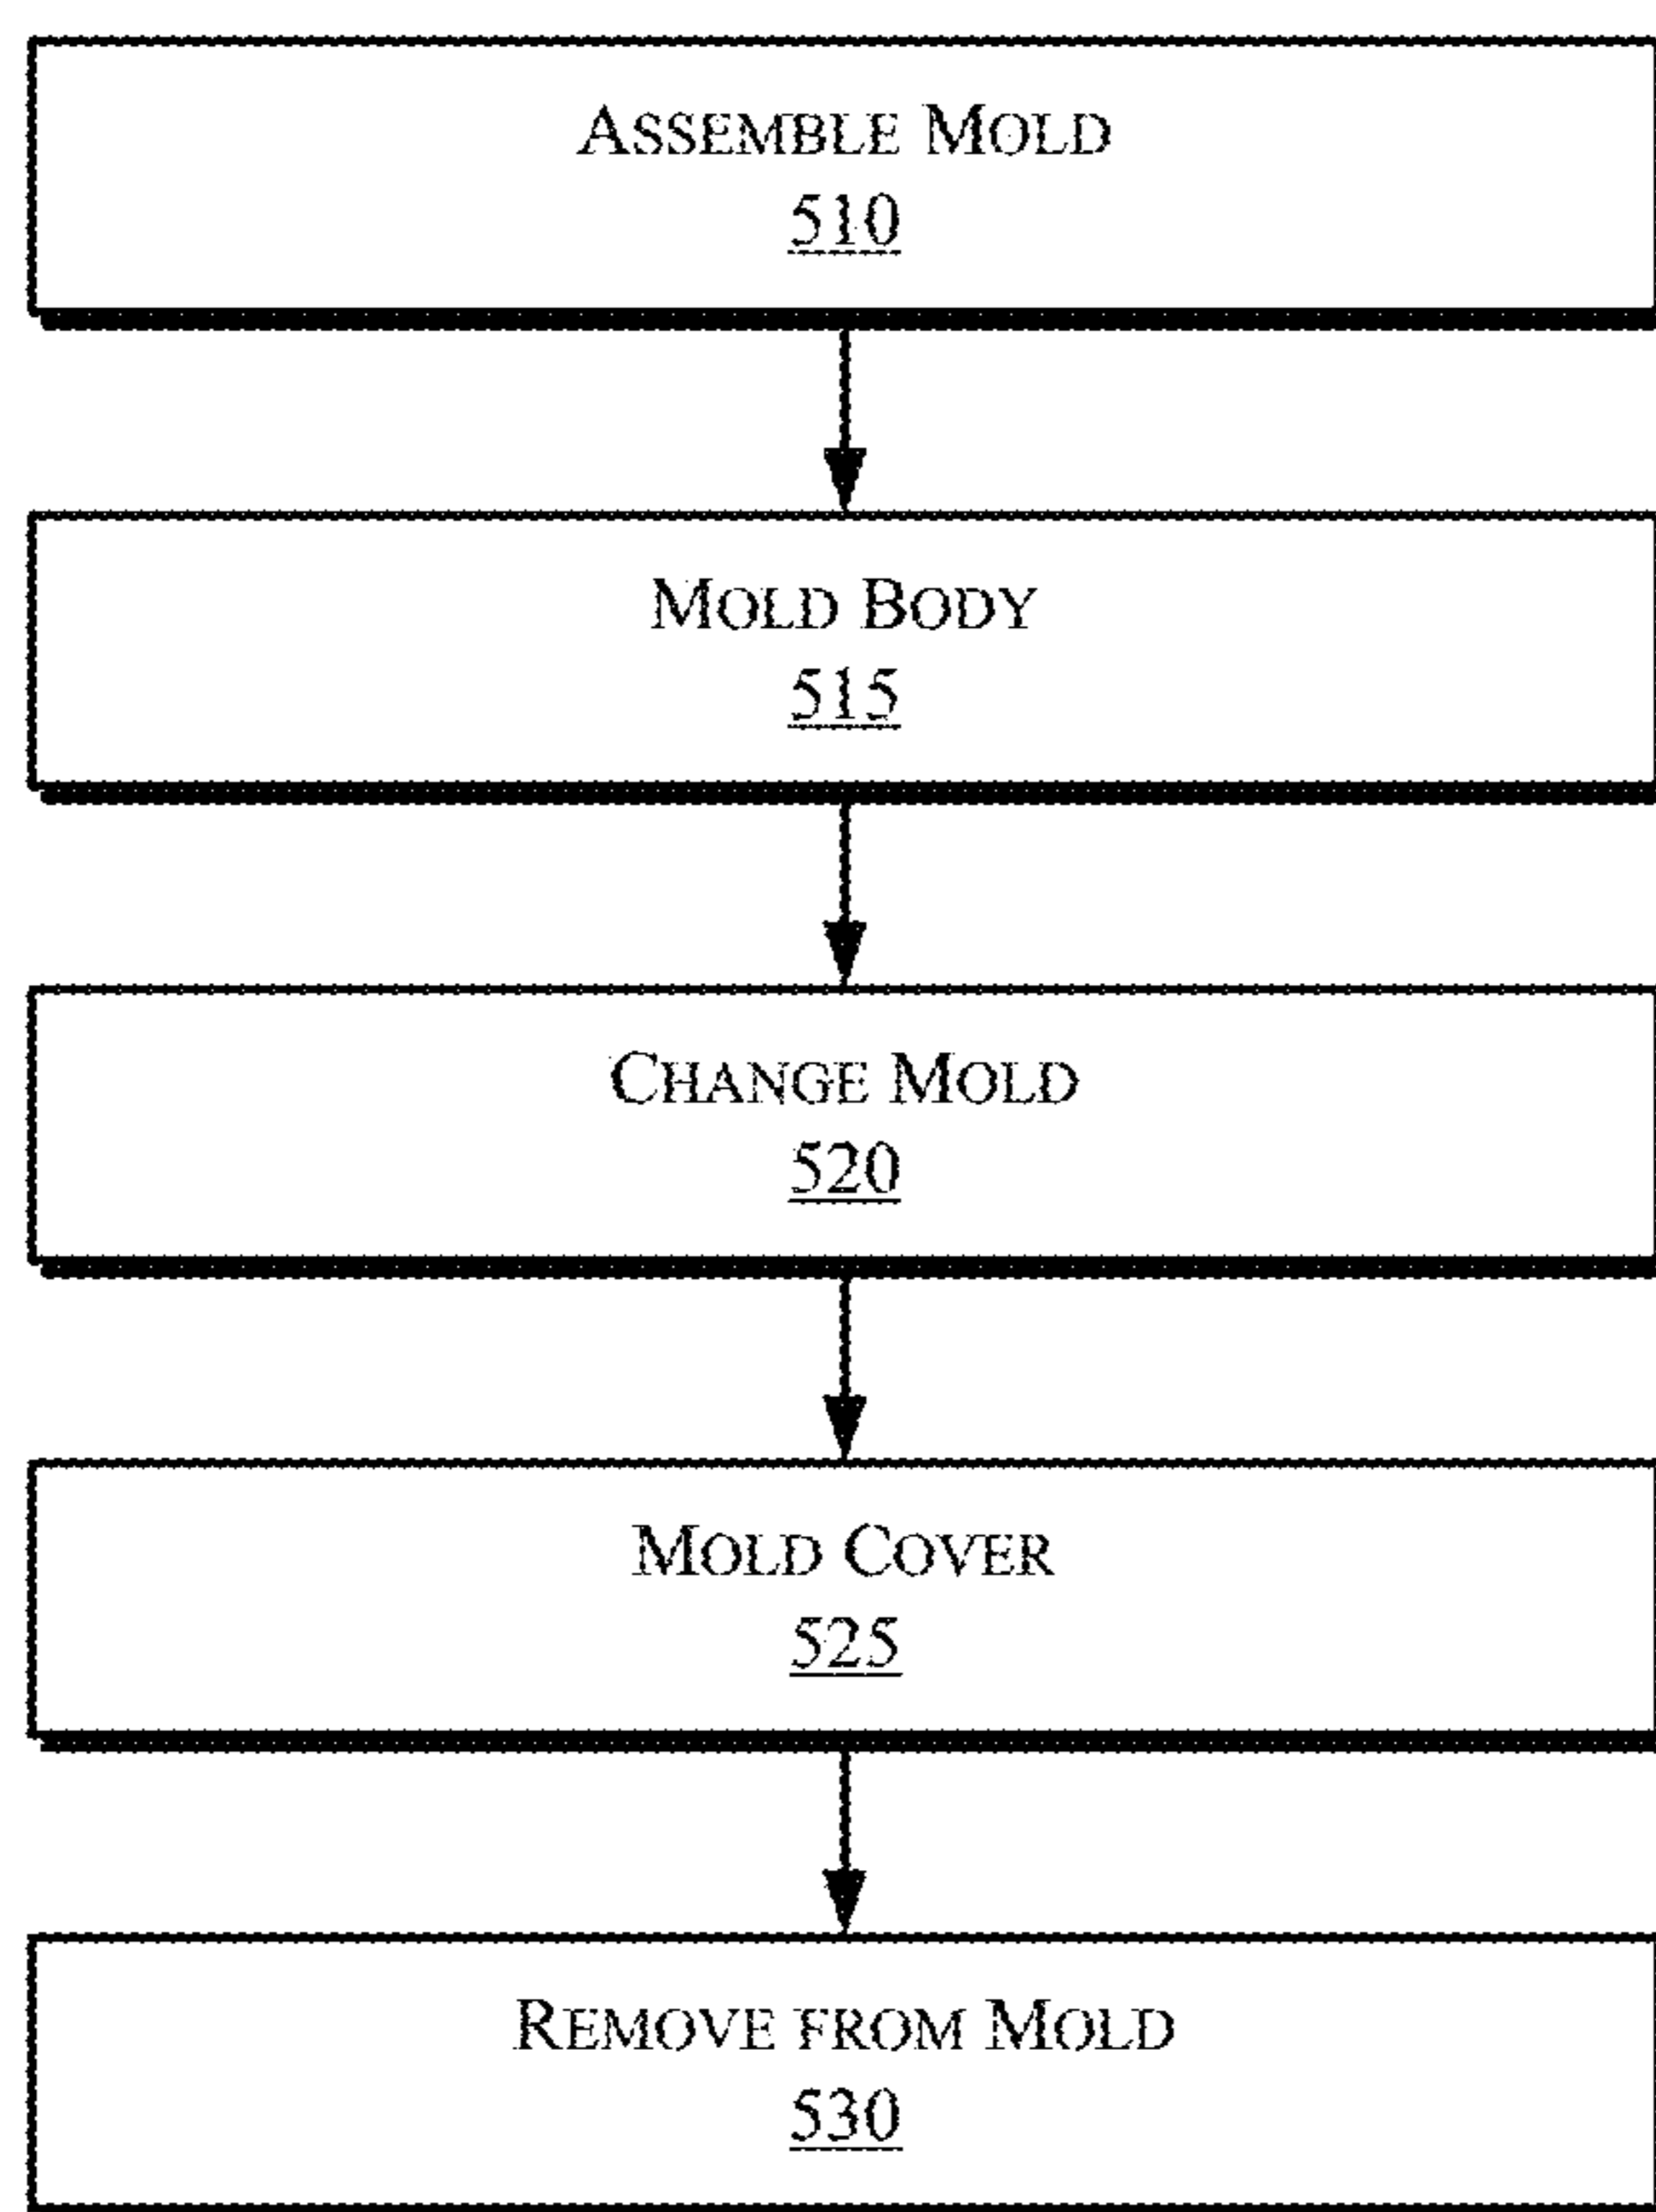 ASSEMBLE MOLD
510
MOLD BODY
515
CHANGE MOLD
520
MOLD COVER
525
REMOVE FROM MOLD
530